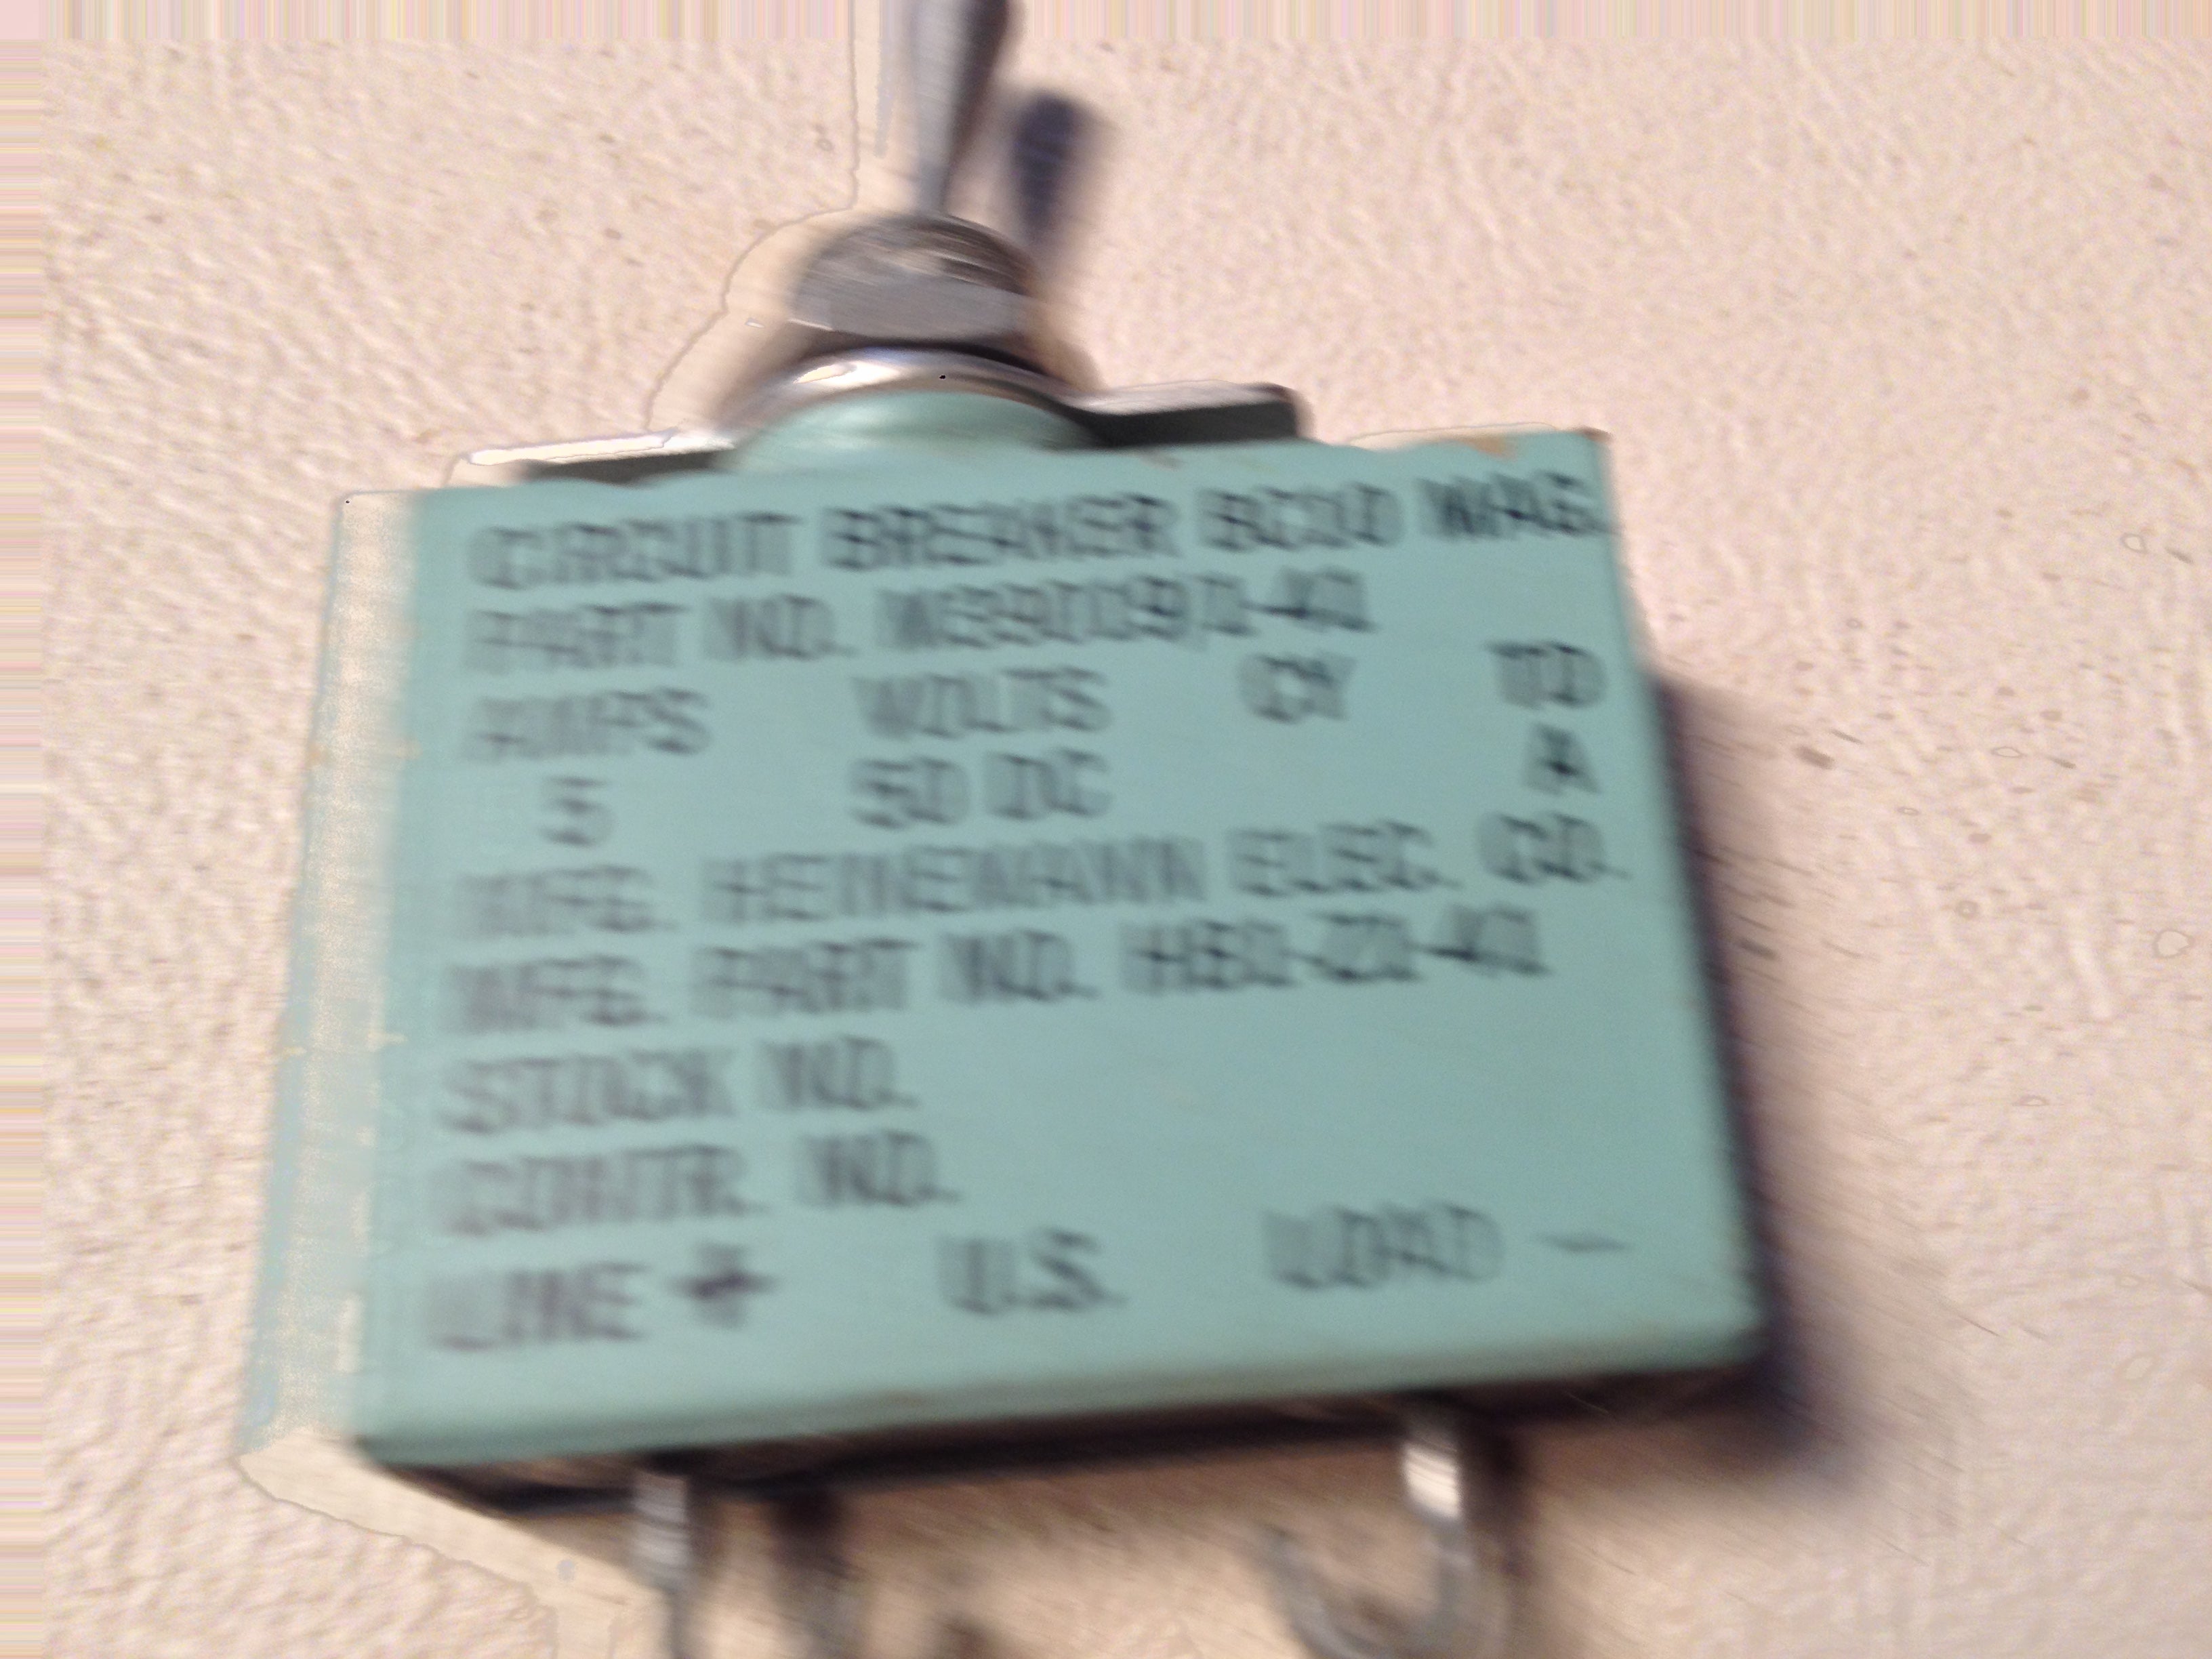 CIRCUIT BREAKER MAG.
PART NO.
AMPS VOLTS CY TD
5 50 DC A
MFG. HEINEMANN ELEC. CO.
MFG. PART NO.
STOCK NO.
CONTR. NO.
LINE + U.S. LOAD -